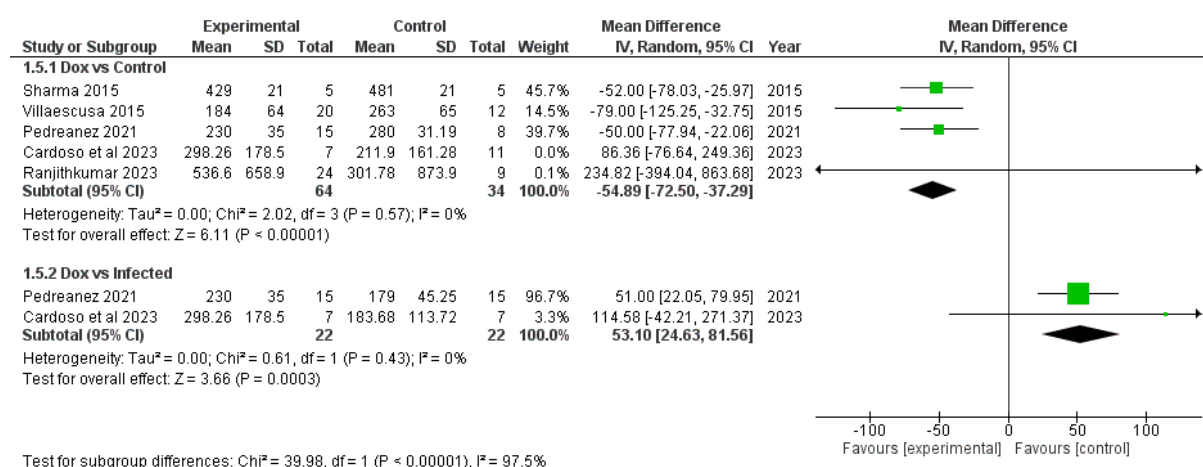 Experimental Control Mean Difference Mean Difference
Study or Subgroup Mean SD Total Mean SD Total Weight IV, Random, 95% CI Year IV, Random, 95% CI
1.5.1 Dox vs Control
Sharma 2015 429 21 5 481 21 5 45.7% -52.00 [-78.03, -25.97] 2015
Villaescusa 2015 184 64 20 263 65 12 14.5% -79.00 [-125.25, -32.75] 2015
Pedreanez 2021 230 35 15 280 31.19 8 39.7% -50.00 [-77.94, -22.06] 2021
Cardoso et al 2023 298.26 178.5 7 211.9 161.28 11 0.0% 86.36 [-76.64, 249.36] 2023
Ranjithkumar 2023 536.6 658.9 24 301.78 873.9 9 0.1% 234.82 [-394.04, 863.68] 2023
Subtotal (95% CI) 64 34 100.0% -54.89 [-72.50, -37.29]
Heterogeneity: Tau² = 0.00; Chi² = 2.02, df = 3 (P = 0.57); I² = 0%
Test for overall effect: Z = 6.11 (P < 0.00001)
1.5.2 Dox vs Infected
Pedreanez 2021 230 35 15 179 45.25 15 96.7% 51.00 [22.05, 79.95] 2021
Cardoso et al 2023 298.26 178.5 7 183.68 113.72 7 3.3% 114.58 [-42.21, 271.37] 2023
Subtotal (95% CI) 22 22 100.0% 53.10 [24.63, 81.56]
Heterogeneity: Tau² = 0.00; Chi² = 0.61, df = 1 (P = 0.43); I² = 0%
Test for overall effect: Z = 3.66 (P = 0.0003)
-100 -50 0 50 100
Favours [experimental] Favours [control]
Test for subgroup differences: Chi² = 39.98, df = 1 (P < 0.00001), I² = 97.5%